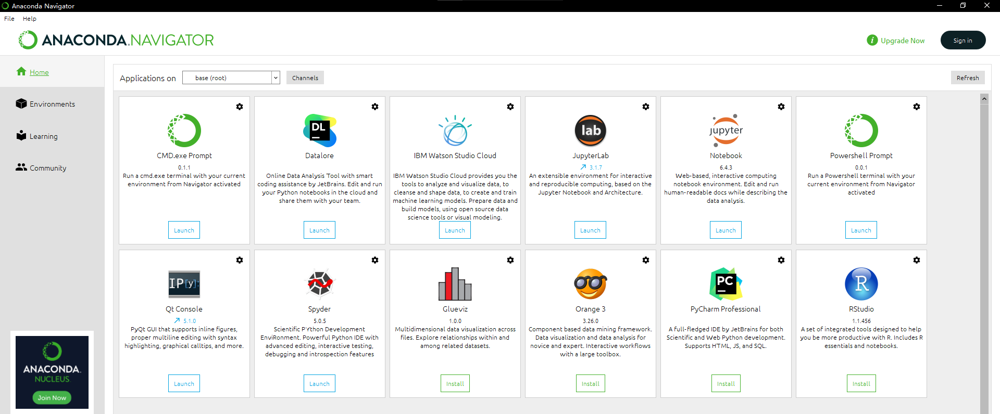 Anaconda Navigator
File Help
ANACONDA.NAVIGATOR
i Upgrade Now
Sign in
Home
Environments
Learning
Community
Applications on
base (root)
Channels
Refresh
CMD.exe Prompt
0.1.1
Run a cmd.exe terminal with your current
environment from Navigator activated
Launch
DL
Datalore
Online Data Analysis Tool with smart
coding assistance by JetBrains. Edit and run
your Python notebooks in the cloud and
share them with your team.
Launch
IBM Watson Studio Cloud
IBM Watson Studio Cloud provides you the
tools to analyze and visualize data, to
cleanse and shape data, to create and train
machine learning models. Prepare data and
build models, using open source data
science tools or visual modeling.
Launch
lab
JupyterLab
3.1.7
An extensible environment for interactive
and reproducible computing, based on the
Jupyter Notebook and Architecture.
Launch
jupyter
Notebook
6.4.3
Web-based, interactive computing
notebook environment. Edit and run
human-readable docs while describing the
data analysis.
Launch
Powershell Prompt
0.0.1
Run a Powershell terminal with your
current environment from Navigator
activated
Launch
IP[y]:
Qt Console
5.1.0
PyQt GUI that supports inline figures,
proper multiline editing with syntax
highlighting, graphical calltips, and more.
Launch
Spyder
5.0.5
Scientific PYthon Development
EnviRonment. Powerful Python IDE with
advanced editing, interactive testing,
debugging and introspection features
Launch
Glueviz
1.0.0
Multidimensional data visualization across
files. Explore relationships within and
among related datasets.
Install
Orange 3
3.26.0
Component based data mining framework.
Data visualization and data analysis for
novice and expert. Interactive workflows
with a large toolbox.
Install
PC
PyCharm Professional
A full-fledged IDE by JetBrains for both
Scientific and Web Python development.
Supports HTML, JS, and SQL.
Install
R
RStudio
1.1.456
A set of integrated tools designed to help
you be more productive with R. Includes R
essentials and notebooks.
Install
ANACONDA.
NUCLEUS
Join Now